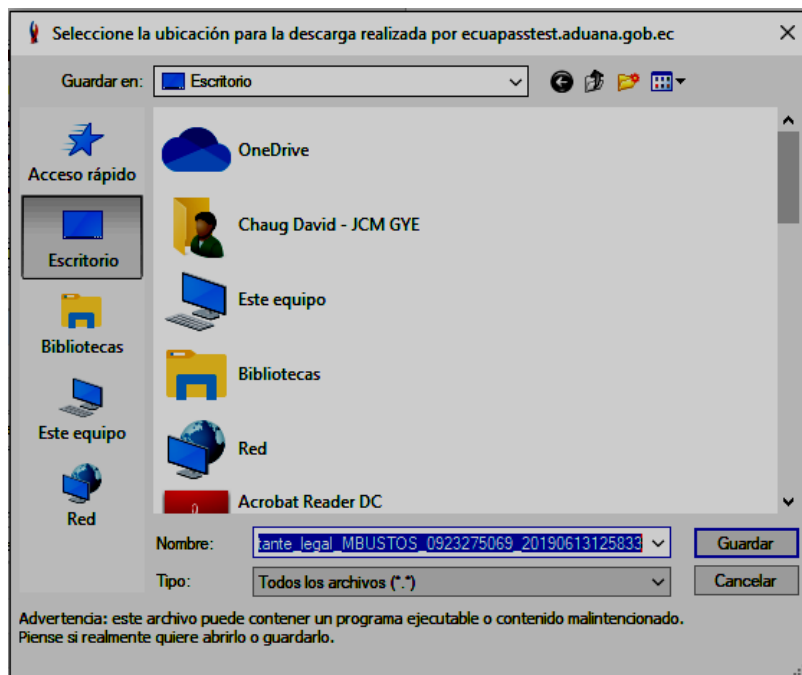 Seleccione la ubicación para la descarga realizada por ecuapasstest.aduana.gob.ec
Guardar en: Escritorio
Acceso rápido
Escritorio
Bibliotecas
Este equipo
Red
OneDrive
Chaug David - JCM GYE
Este equipo
Bibliotecas
Red
Acrobat Reader DC
Nombre: tante_legal_MBUSTOS_0923275069_20190613125833 Guardar
Tipo: Todos los archivos (*.*) Cancelar
Advertencia: este archivo puede contener un programa ejecutable o contenido malintencionado.
Piense si realmente quiere abrirlo o guardarlo.